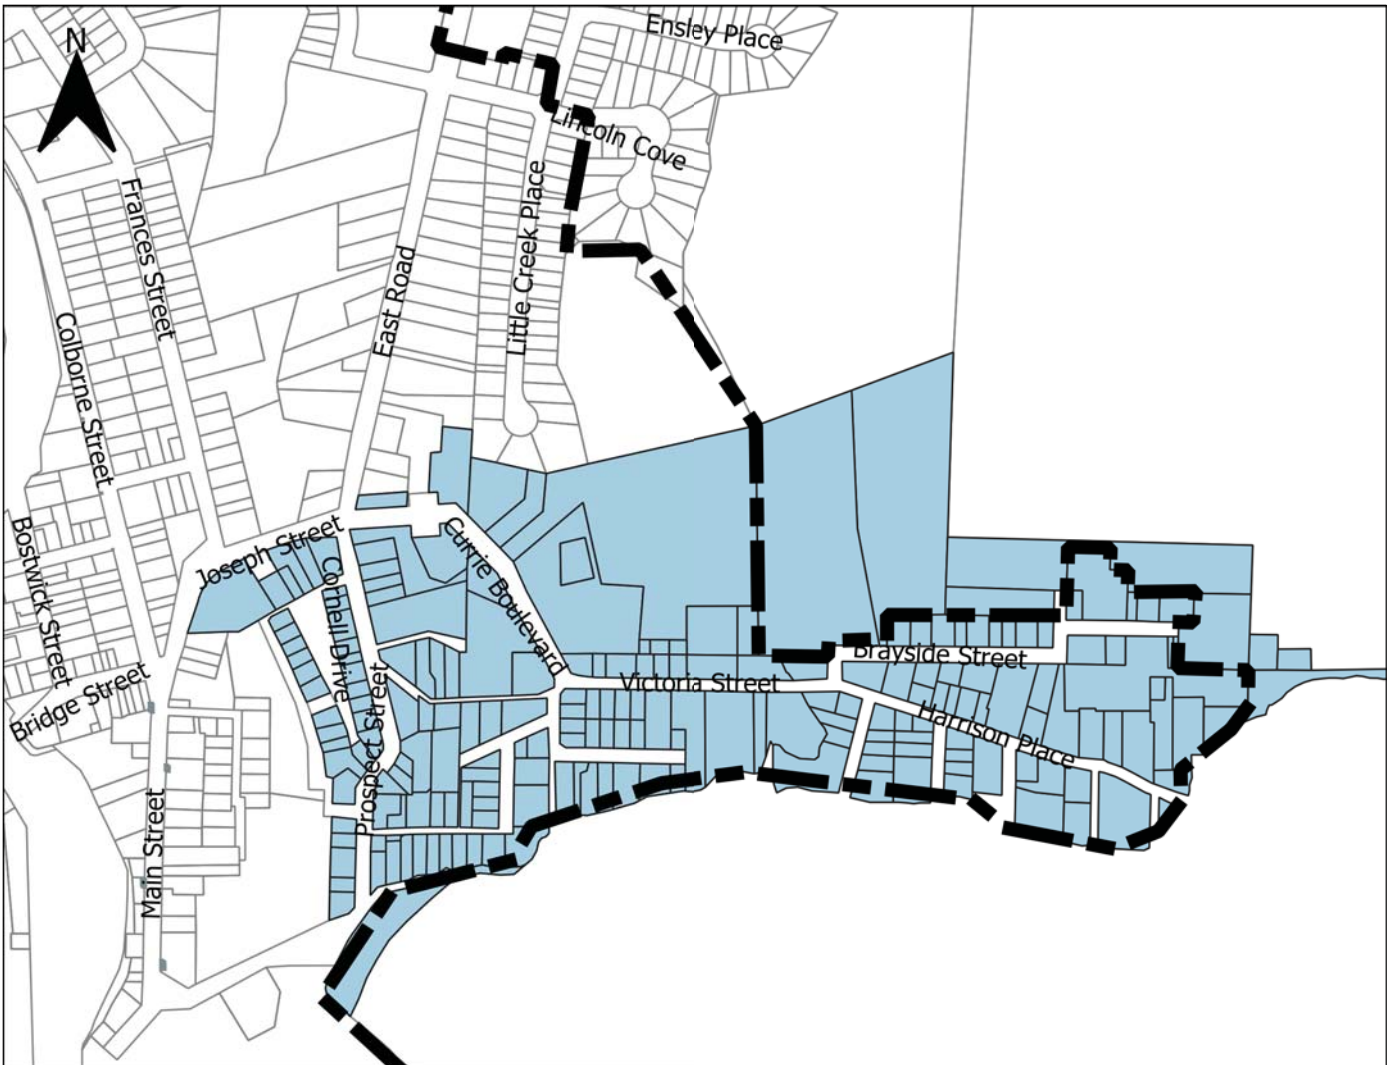 N
Ensley Place
Lincoln Cove
Frances Street
Little Creek Place
East Road
Colborne Street
Joseph Street
Currie Boulevard
Bostwick Street
Cornell Drive
Brayside Street
Victoria Street
Bridge Street
Prospect Street
Harrison Place
Main Street